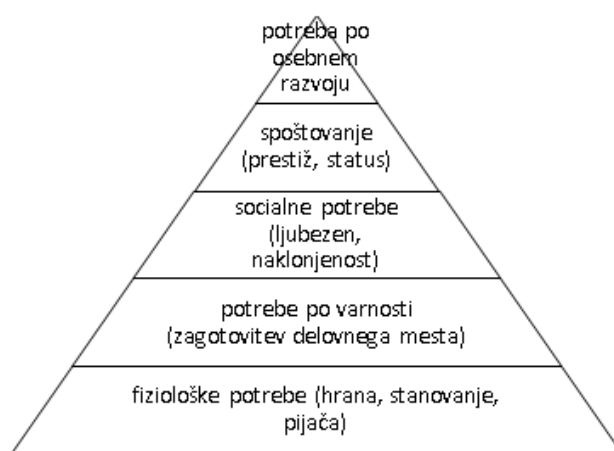 potreba po
osebnem
razvoju
spoštovanje
(prestiž, status)
socialne potrebe
(ljubezen,
naklonjenost)
potrebe po varnosti
(zagotovitev delovnega mesta)
fiziološke potrebe (hrana, stanovanje,
pijača)